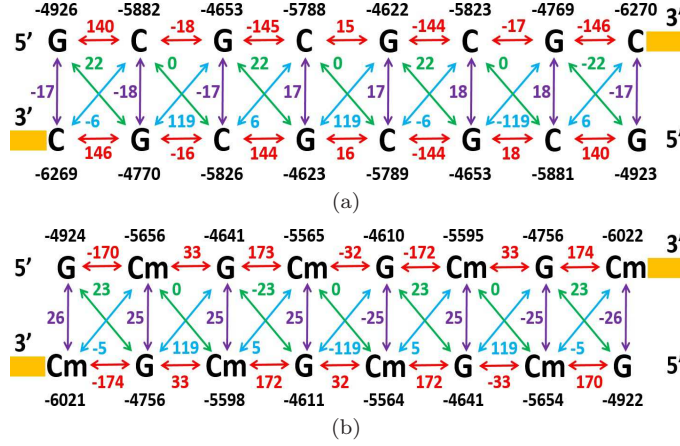 -4926 -5882 -4653 -5788 -4622 -5823 -4769 -6270 3’
5’ G 140 C -18 G -145 C 15 G -144 C -17 G -146 C
22 0 22 0 22 0 -22
-17 -18 -17 17 17 18 18 -17
3’ -6 119 6 119 -6 -119 6
C G C G C G C G 5’
146 -16 144 16 -144 18 140
-6269 -4770 -5826 -4623 -5789 -4653 -5881 -4923
(a)
-4924 -5656 -4641 -5565 -4610 -5595 -4756 -6022 3’
5’ G -170 Cm 33 G 173 Cm -32 G -172 Cm 33 G 174 Cm
23 0 -23 0 23 0 23
26 25 25 25 -25 25 -25 -26
3’ -5 119 5 -119 5 119 -5
Cm G Cm G Cm G Cm G 5’
-174 33 172 32 172 -33 170
-6021 -4756 -5598 -4611 -5564 -4641 -5654 -4922
(b)